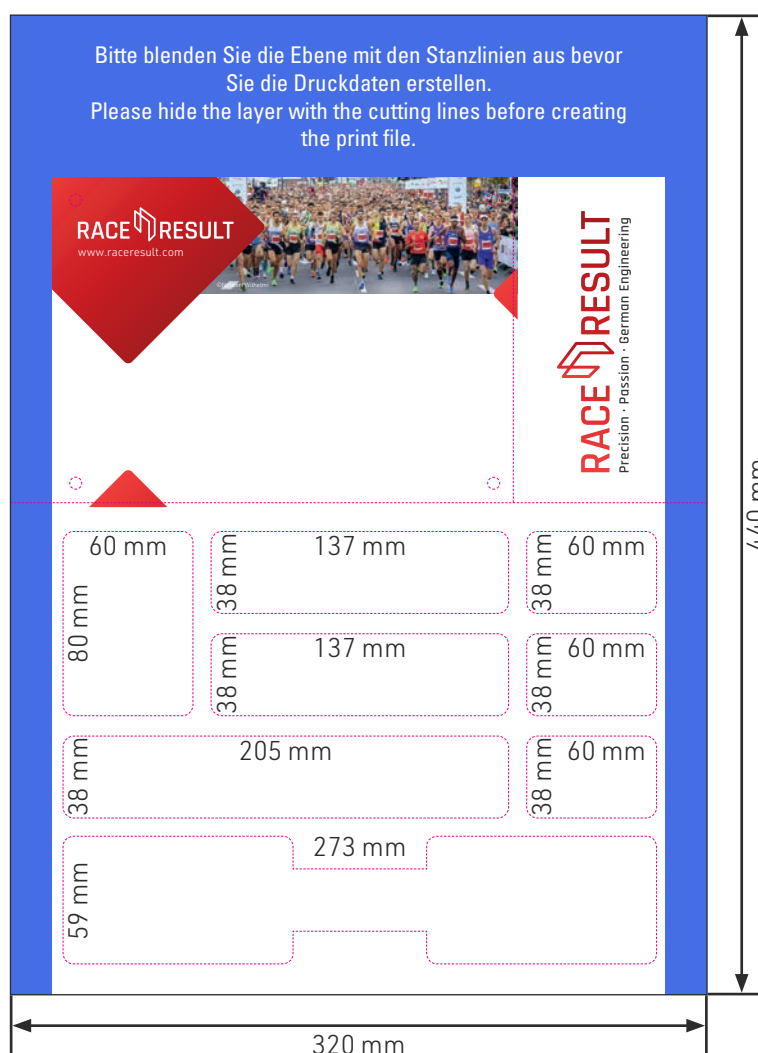 Bitte blenden Sie die Ebene mit den Stanzlinien aus bevor
Sie die Druckdaten erstellen.
Please hide the layer with the cutting lines before creating
the print file.
RACE RESULT
www.raceresult.com
RACE RESULT
Precision · Passion · German Engineering
440 mm
60 mm
80 mm
137 mm
38 mm
60 mm
38 mm
137 mm
38 mm
60 mm
38 mm
205 mm
38 mm
60 mm
38 mm
273 mm
59 mm
320 mm